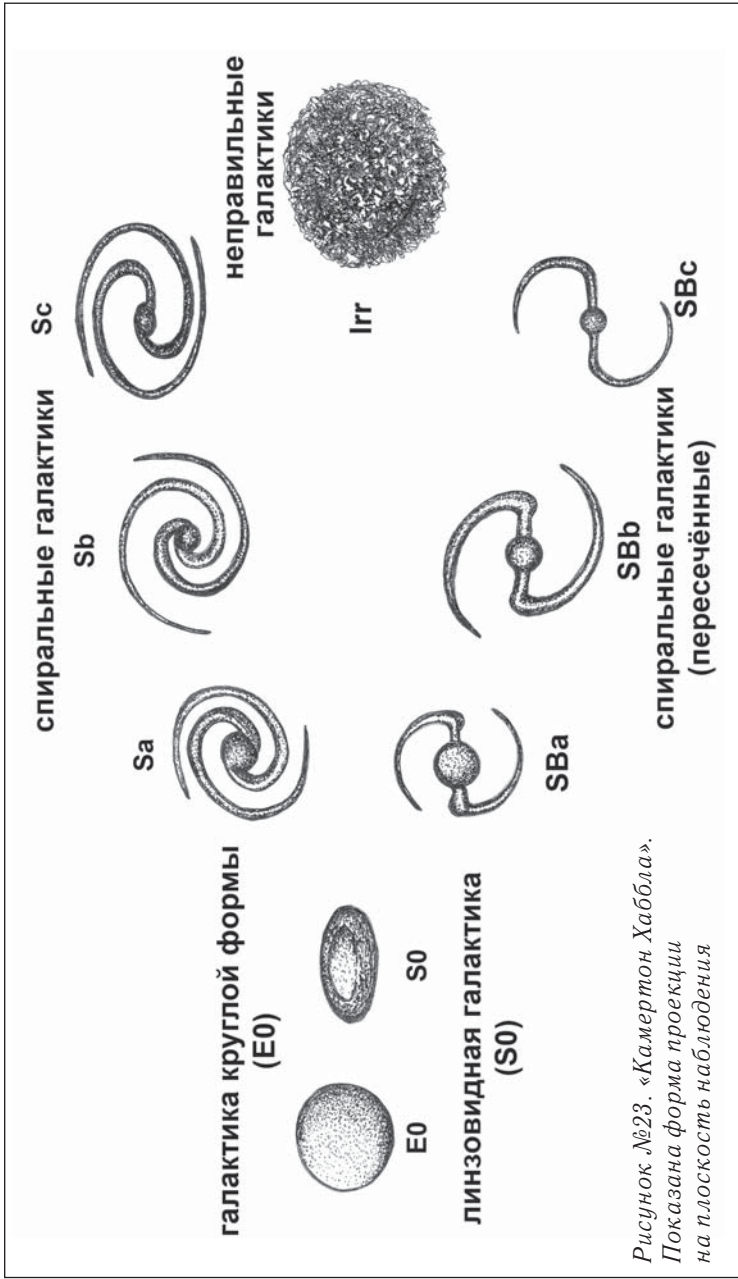 спиральные галактики
Sa
Sb
Sc
галактика круглой формы
(E0)
E0
S0
линзовидная галактика
(S0)
неправильные
галактики
Irr
SBa
SBb
SBc
спиральные галактики
(пересечённые)
Рисунок №23. «Камертон Хаббла».
Показана форма проекции
на плоскость наблюдения